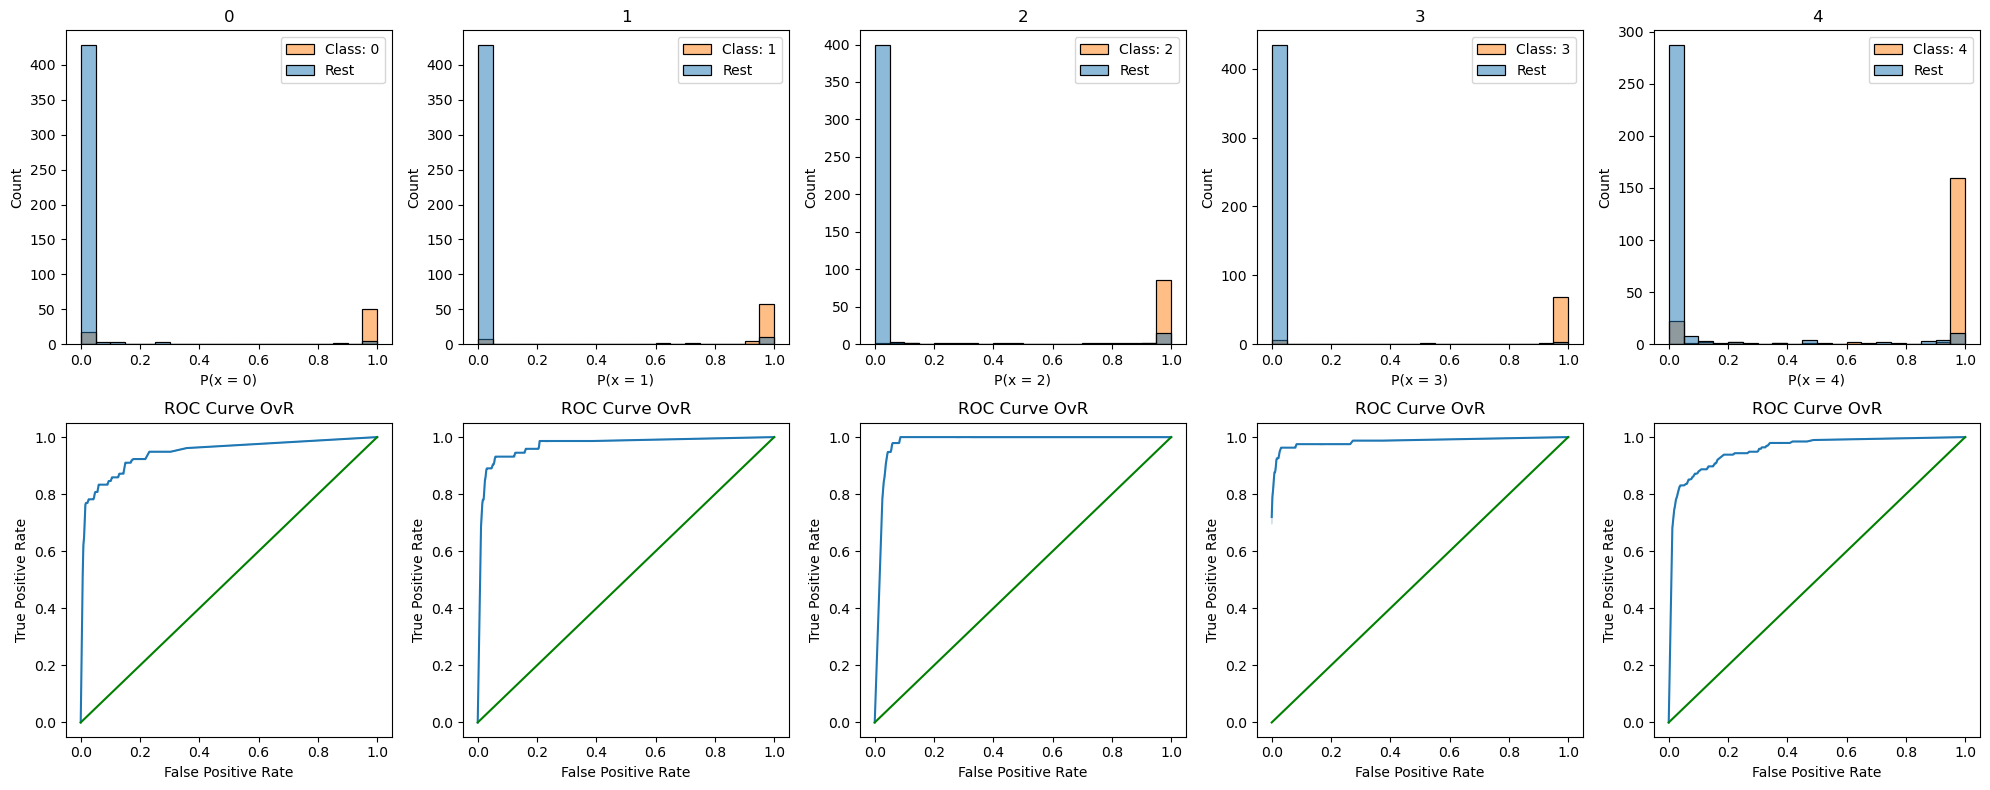 0
Class: 0
Rest
400
350
300
250
200
150
100
50
0
Count
0.0 0.2 0.4 0.6 0.8 1.0
P(x = 0)
1
Class: 1
Rest
400
350
300
250
200
150
100
50
0
Count
0.0 0.2 0.4 0.6 0.8 1.0
P(x = 1)
2
Class: 2
Rest
400
350
300
250
200
150
100
50
0
Count
0.0 0.2 0.4 0.6 0.8 1.0
P(x = 2)
3
Class: 3
Rest
400
300
200
100
0
Count
0.0 0.2 0.4 0.6 0.8 1.0
P(x = 3)
4
Class: 4
Rest
300
250
200
150
100
50
0
Count
0.0 0.2 0.4 0.6 0.8 1.0
P(x = 4)
ROC Curve OvR
1.0
0.8
0.6
0.4
0.2
0.0
True Positive Rate
0.0 0.2 0.4 0.6 0.8 1.0
False Positive Rate
ROC Curve OvR
1.0
0.8
0.6
0.4
0.2
0.0
True Positive Rate
0.0 0.2 0.4 0.6 0.8 1.0
False Positive Rate
ROC Curve OvR
1.0
0.8
0.6
0.4
0.2
0.0
True Positive Rate
0.0 0.2 0.4 0.6 0.8 1.0
False Positive Rate
ROC Curve OvR
1.0
0.8
0.6
0.4
0.2
0.0
True Positive Rate
0.0 0.2 0.4 0.6 0.8 1.0
False Positive Rate
ROC Curve OvR
1.0
0.8
0.6
0.4
0.2
0.0
True Positive Rate
0.0 0.2 0.4 0.6 0.8 1.0
False Positive Rate